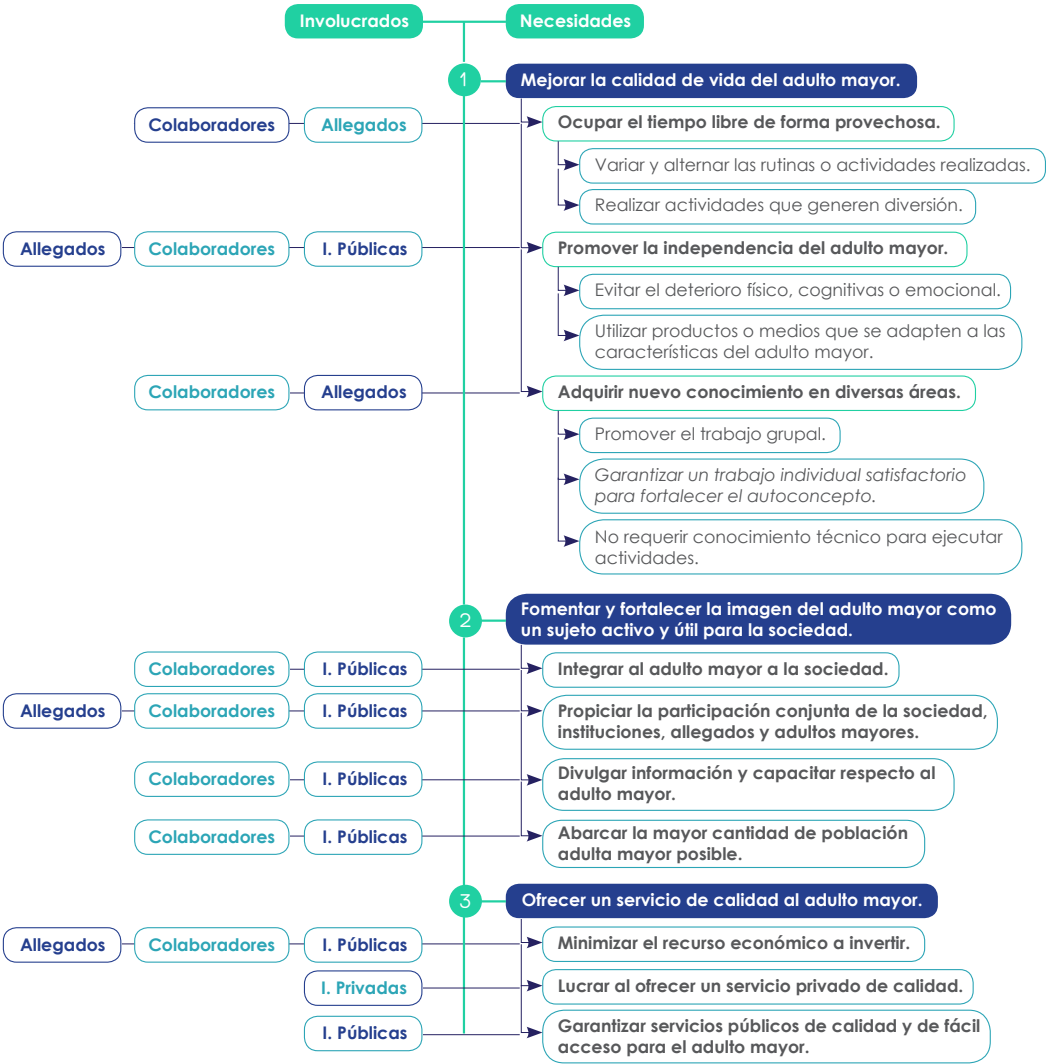 Involucrados
Necesidades
1
Mejorar la calidad de vida del adulto mayor.
Colaboradores
Allegados
Ocupar el tiempo libre de forma provechosa.
Variar y alternar las rutinas o actividades realizadas.
Realizar actividades que generen diversión.
Allegados
Colaboradores
I. Públicas
Promover la independencia del adulto mayor.
Evitar el deterioro físico, cognitivas o emocional.
Utilizar productos o medios que se adapten a las
características del adulto mayor.
Colaboradores
Allegados
Adquirir nuevo conocimiento en diversas áreas.
Promover el trabajo grupal.
Garantizar un trabajo individual satisfactorio
para fortalecer el autoconcepto.
No requerir conocimiento técnico para ejecutar
actividades.
2
Fomentar y fortalecer la imagen del adulto mayor como
un sujeto activo y útil para la sociedad.
Colaboradores
I. Públicas
Integrar al adulto mayor a la sociedad.
Allegados
Colaboradores
I. Públicas
Propiciar la participación conjunta de la sociedad,
instituciones, allegados y adultos mayores.
Colaboradores
I. Públicas
Divulgar información y capacitar respecto al
adulto mayor.
Colaboradores
I. Públicas
Abarcar la mayor cantidad de población
adulta mayor posible.
3
Ofrecer un servicio de calidad al adulto mayor.
Allegados
Colaboradores
I. Públicas
Minimizar el recurso económico a invertir.
I. Privadas
Lucrar al ofrecer un servicio privado de calidad.
I. Públicas
Garantizar servicios públicos de calidad y de fácil
acceso para el adulto mayor.